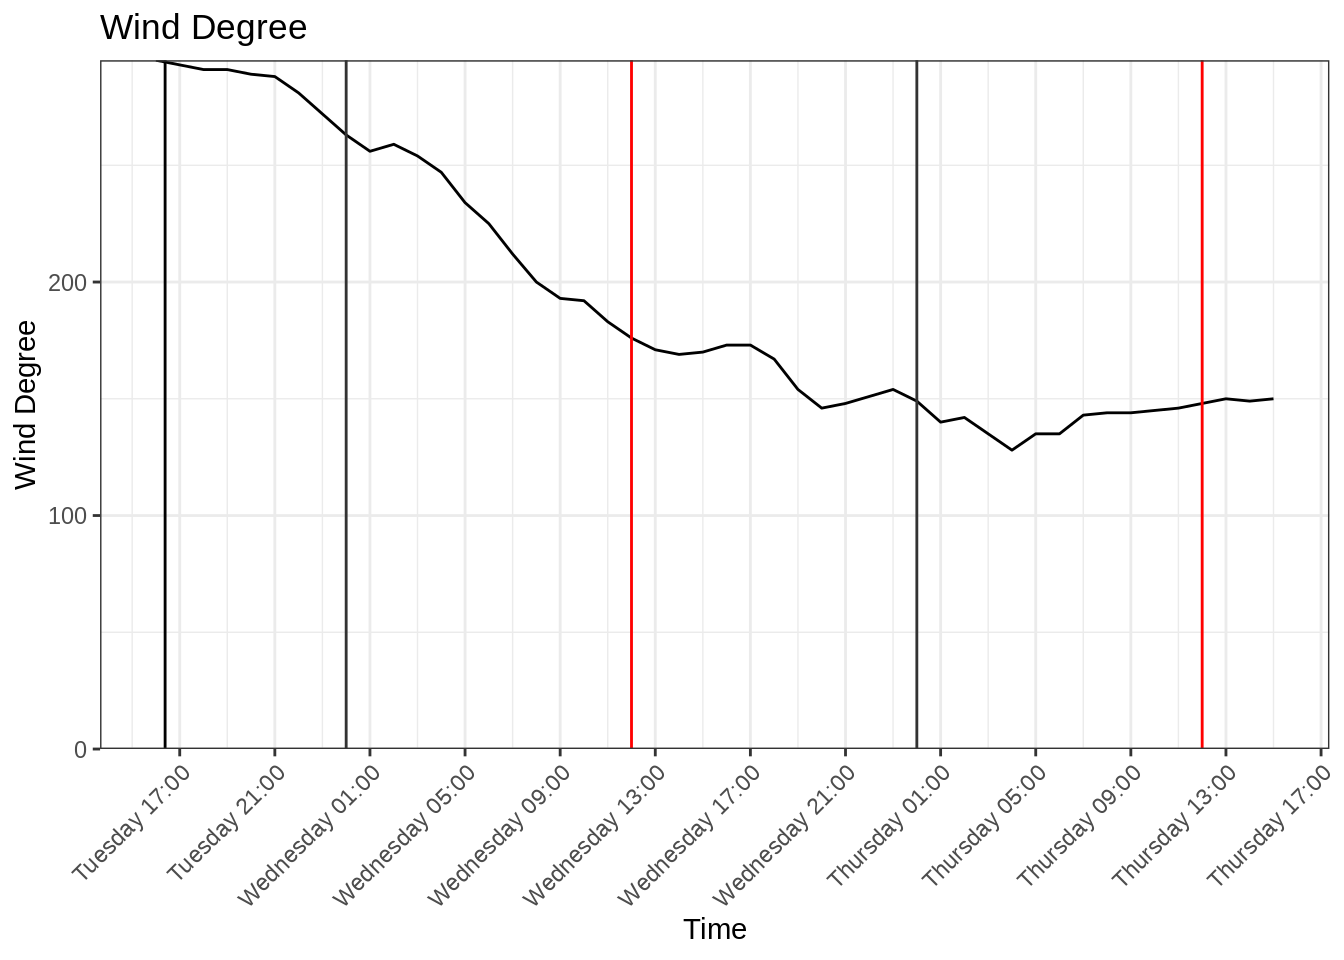 Wind Degree
Wind Degree
200
100
0
Tuesday 17:00
Tuesday 21:00
Wednesday 01:00
Wednesday 05:00
Wednesday 09:00
Wednesday 13:00
Wednesday 17:00
Wednesday 21:00
Thursday 01:00
Thursday 05:00
Thursday 09:00
Thursday 13:00
Thursday 17:00
Time